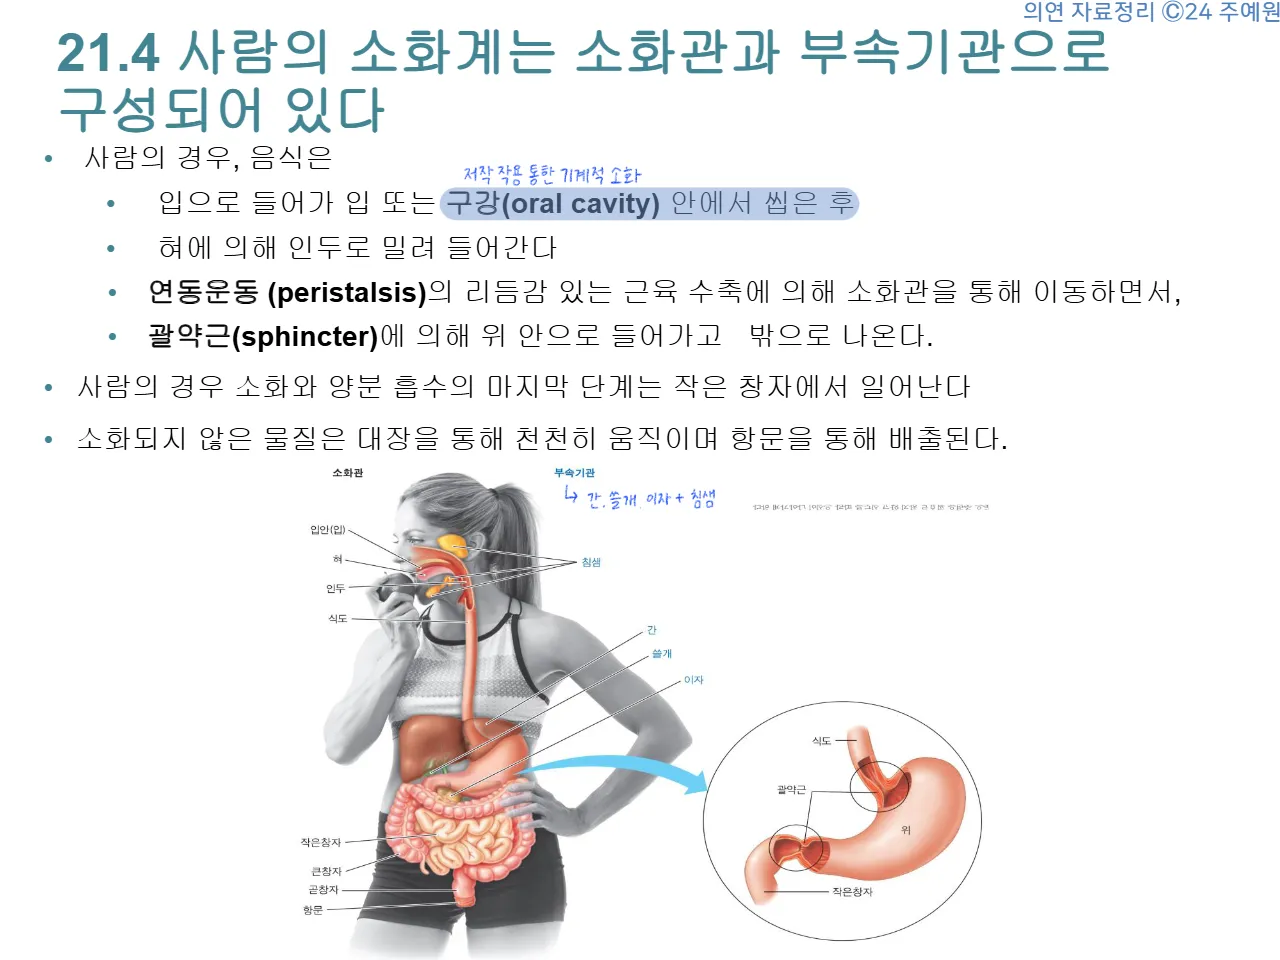 의연 자료정리 Ⓒ24 주예원
21.4 사람의 소화계는 소화관과 부속기관으로
구성되어 있다
• 사람의 경우, 음식은
저작 작용 통한 기계적 소화
• 입으로 들어가 입 또는 구강(oral cavity) 안에서 씹은 후
• 혀에 의해 인두로 밀려 들어간다
• 연동운동 (peristalsis)의 리듬감 있는 근육 수축에 의해 소화관을 통해 이동하면서,
• 괄약근(sphincter)에 의해 위 안으로 들어가고 밖으로 나온다.
• 사람의 경우 소화와 양분 흡수의 마지막 단계는 작은 창자에서 일어난다
• 소화되지 않은 물질은 대장을 통해 천천히 움직이며 항문을 통해 배출된다.
소화관
부속기관
↳ 간, 쓸개, 이자 + 침샘
입안(입)
혀
인두
식도
침샘
간
쓸개
이자
작은창자
큰창자
곧창자
항문
식도
괄약근
위
작은창자